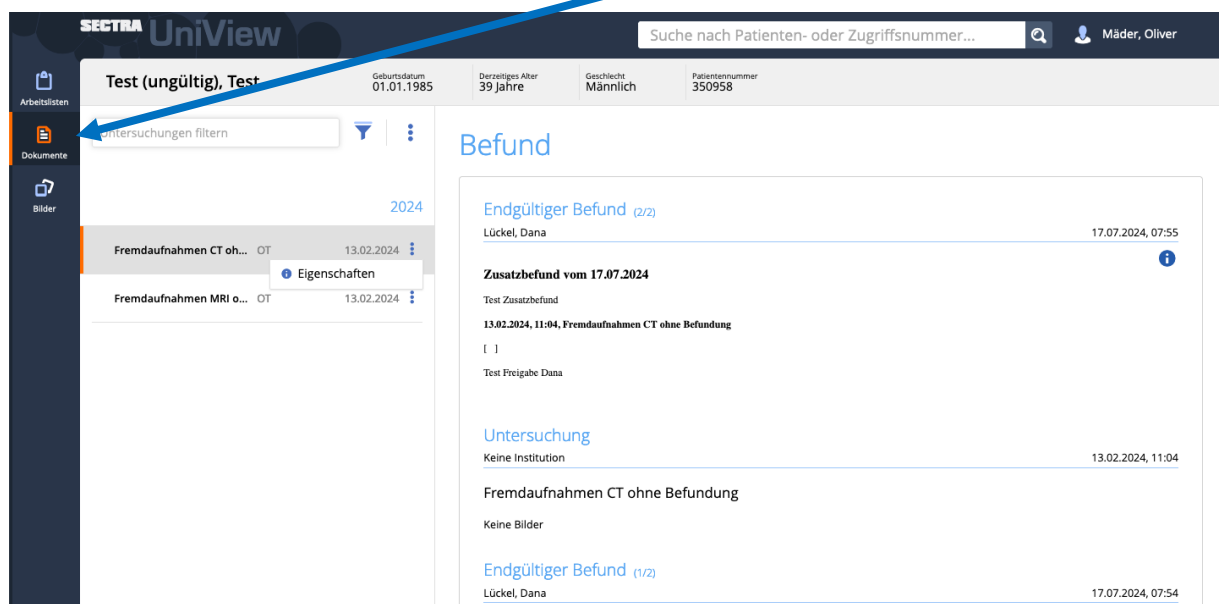 SECTRA UniView
Suche nach Patienten- oder Zugriffsnummer...
Mäder, Oliver
Arbeitslisten
Dokumente
Bilder
Test (ungültig), Test
Geburtsdatum
01.01.1985
Derzeitiges Alter
39 Jahre
Geschlecht
Männlich
Patientennummer
350958
Untersuchungen filtern
2024
Fremdaufnahmen CT oh... OT 13.02.2024
Eigenschaften
Fremdaufnahmen MRI o... OT 13.02.2024
Befund
Endgültiger Befund (2/2)
Lückel, Dana 17.07.2024, 07:55
Zusatzbefund vom 17.07.2024
Test Zusatzbefund
13.02.2024, 11:04, Fremdaufnahmen CT ohne Befundung
[ ]
Test Freigabe Dana
Untersuchung
Keine Institution 13.02.2024, 11:04
Fremdaufnahmen CT ohne Befundung
Keine Bilder
Endgültiger Befund (1/2)
Lückel, Dana 17.07.2024, 07:54